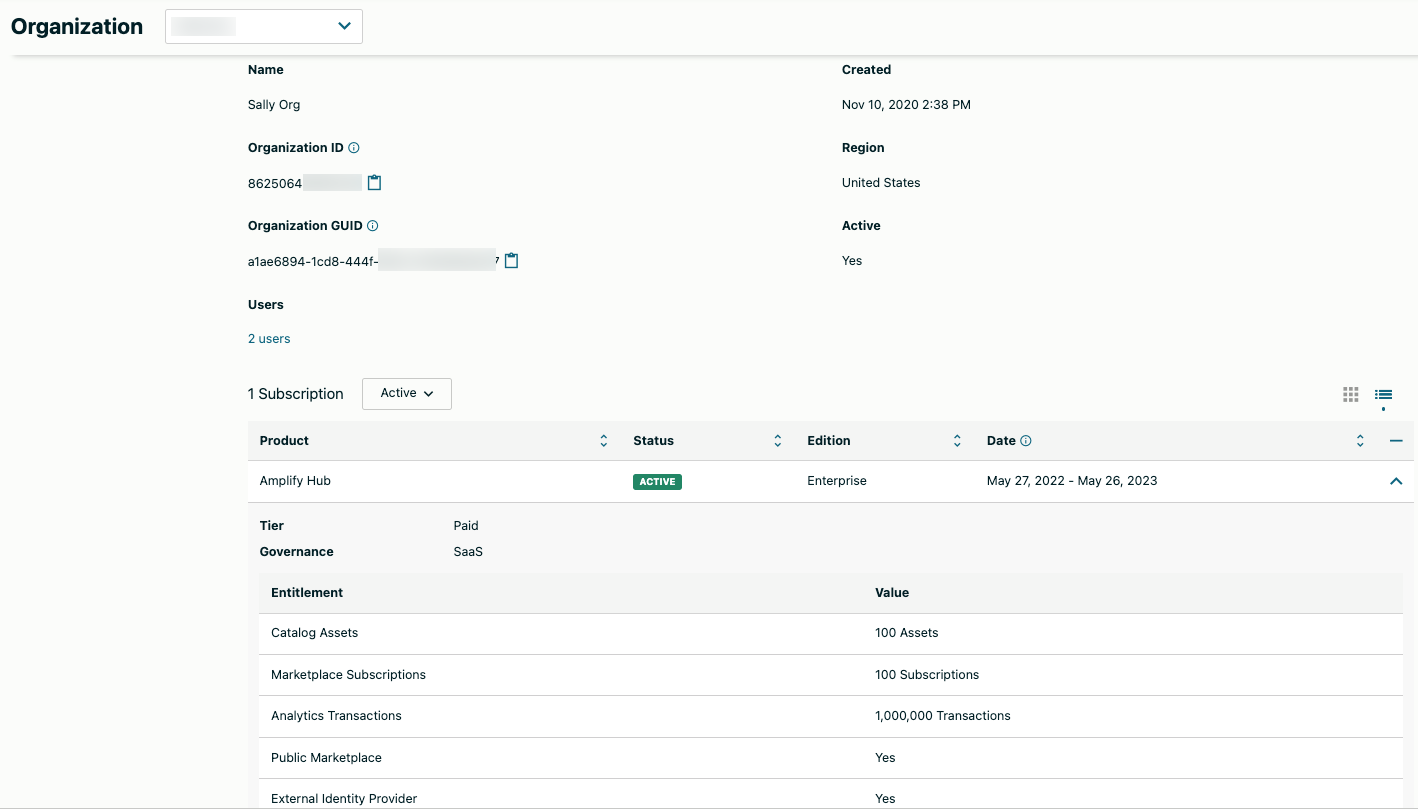 Organization
Name
Created
Sally Org
Nov 10, 2020 2:38 PM
Organization ID
Region
8625064
United States
Organization GUID
Active
a1ae6894-1cd8-444f- 7
Yes
Users
2 users
1 Subscription Active
Product Status Edition Date
Amplify Hub ACTIVE Enterprise May 27, 2022 - May 26, 2023
Tier Paid
Governance SaaS
Entitlement Value
Catalog Assets 100 Assets
Marketplace Subscriptions 100 Subscriptions
Analytics Transactions 1,000,000 Transactions
Public Marketplace Yes
External Identity Provider Yes